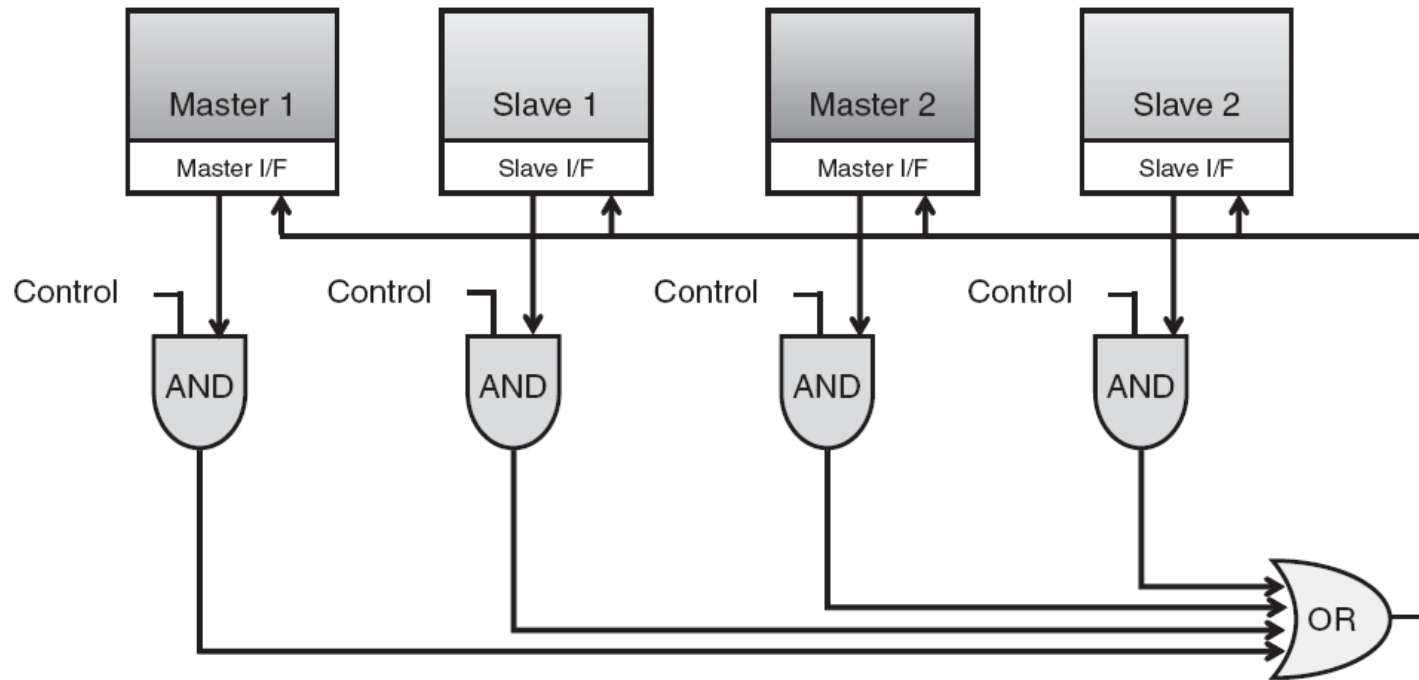 Master 1
Slave 1
Master 2
Slave 2
Master I/F
Slave I/F
Master I/F
Slave I/F
Control
Control
Control
Control
AND
AND
AND
AND
OR